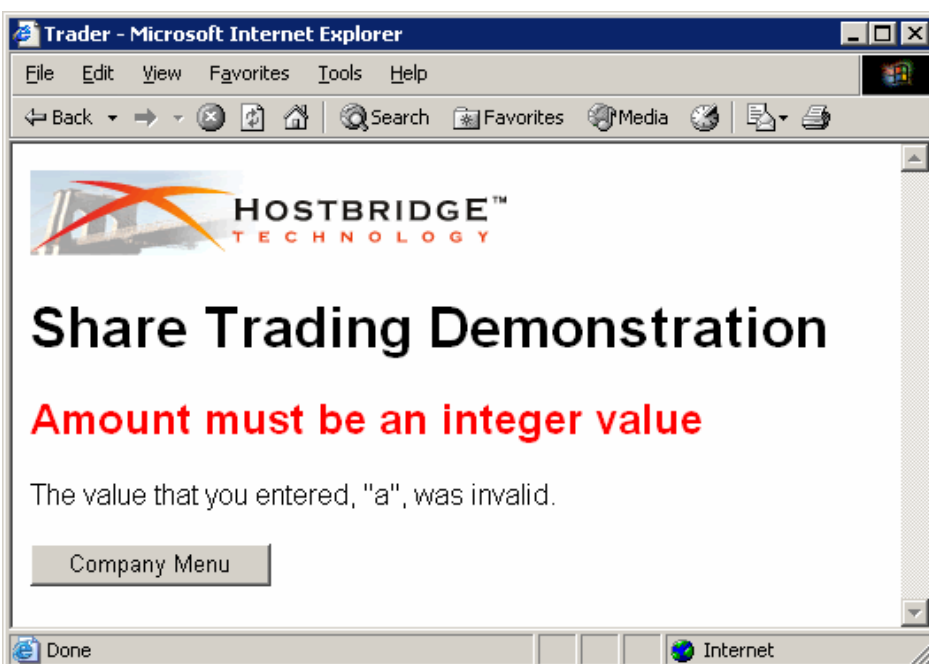 Trader - Microsoft Internet Explorer
File Edit View Favorites Tools Help
Back Search Favorites Media
HOSTBRIDGE™
TECHNOLOGY
Share Trading Demonstration
Amount must be an integer value
The value that you entered, "a", was invalid.
Company Menu
Done Internet